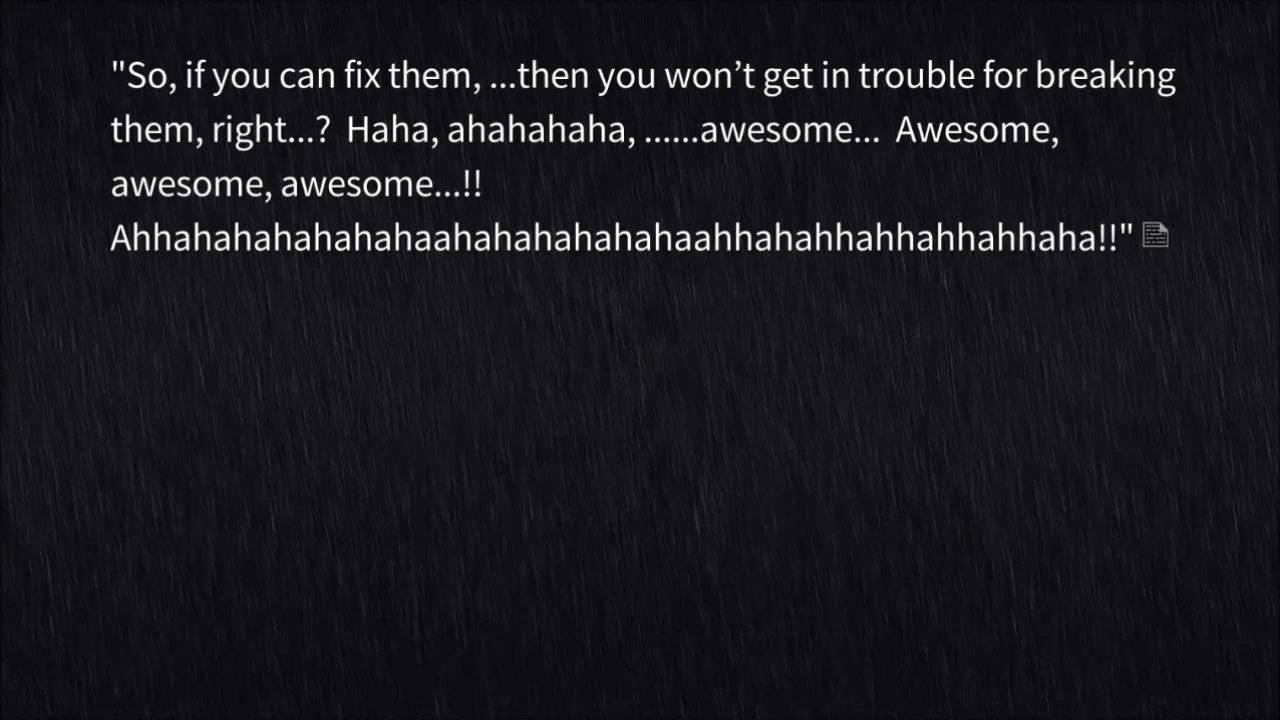 "So, if you can fix them, ...then you won’t get in trouble for breaking
them, right...?  Haha, ahahahaha, ......awesome...  Awesome,
awesome, awesome...!!
Ahhahahahahahahaahahahahahahaahhahahhahhahhahhaha!!"